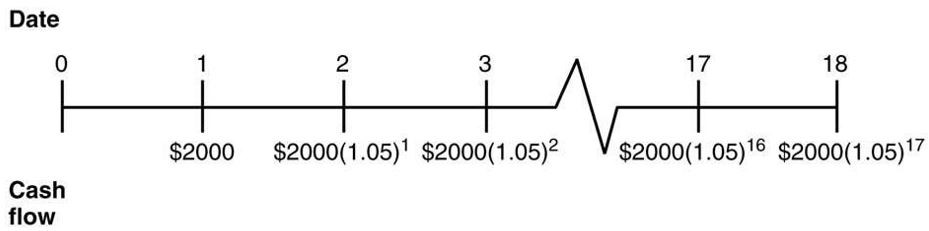 Date
0 1 2 3 17 18
$2000 $2000(1.05)¹ $2000(1.05)² $2000(1.05)¹⁶ $2000(1.05)¹⁷
Cash
flow